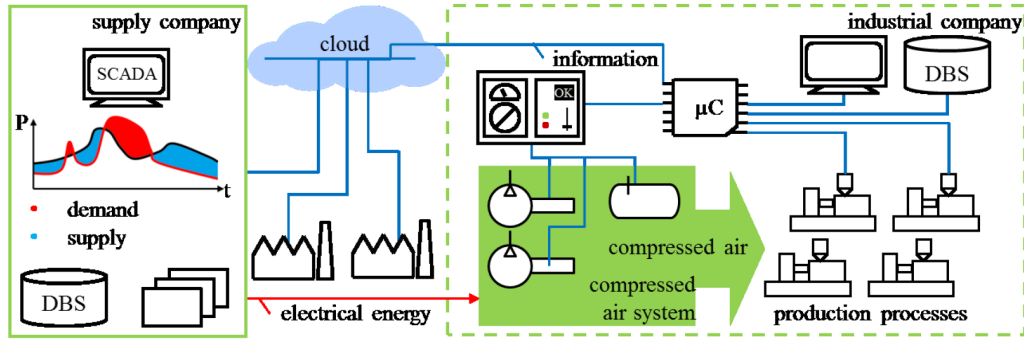 supply company
SCADA
P
t
demand
supply
DBS
cloud
information
electrical energy
industrial company
OK
µC
DBS
compressed air
compressed
air system
production processes